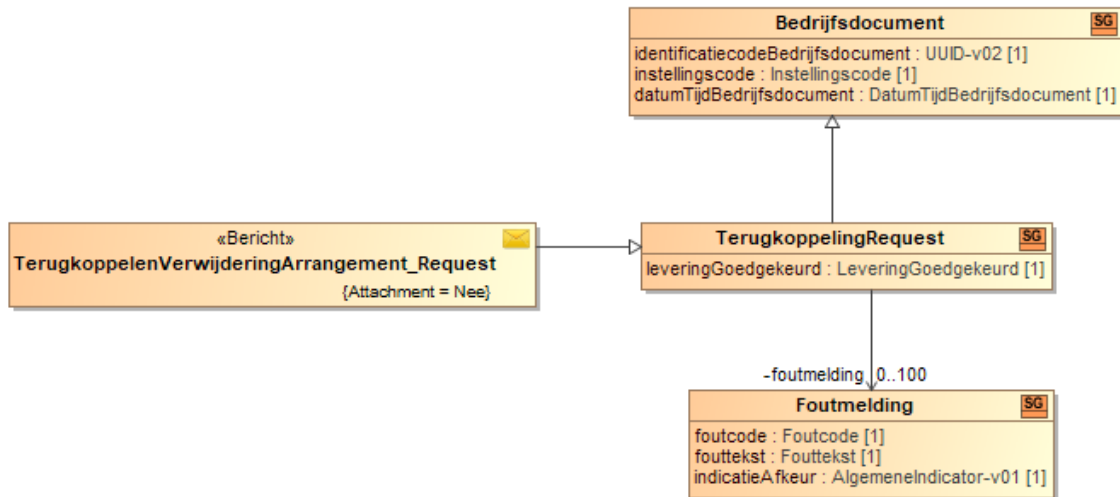 Bedrijfsdocument
SG
identificatiecodeBedrijfsdocument : UUID-v02 [1]
instellingscode : Instellingscode [1]
datumTijdBedrijfsdocument : DatumTijdBedrijfsdocument [1]
«Bericht»
TerugkoppelenVerwijderingArrangement_Request
{Attachment = Nee}
TerugkoppelingRequest
SG
leveringGoedgekeurd : LeveringGoedgekeurd [1]
-foutmelding 0..100
Foutmelding
SG
foutcode : Foutcode [1]
fouttekst : Fouttekst [1]
indicatieAfkeur : AlgemeneIndicator-v01 [1]